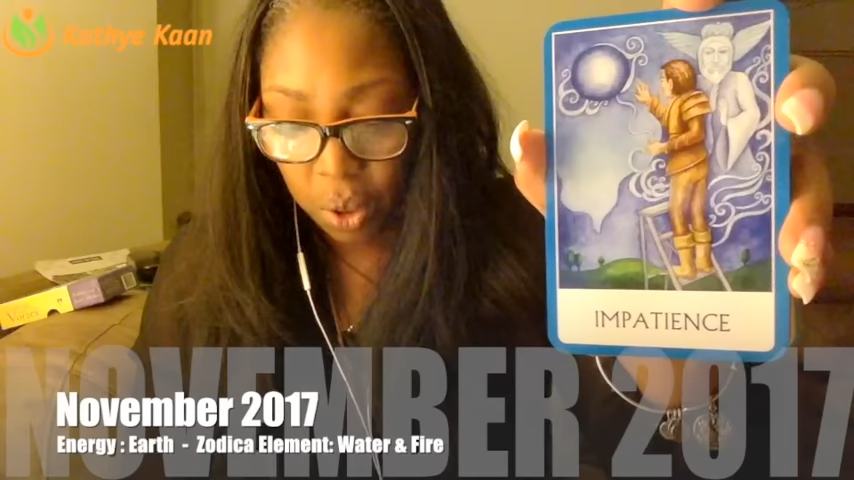 Kathye Kaan
IMPATIENCE
NOVEMBER 2017
November 2017
Energy : Earth - Zodica Element: Water & Fire